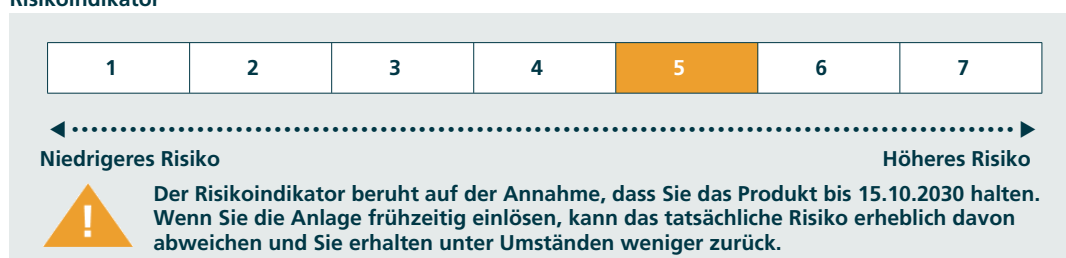 Risikoindikator
1 2 3 4 5 6 7
Niedrigeres Risiko Höheres Risiko
! Der Risikoindikator beruht auf der Annahme, dass Sie das Produkt bis 15.10.2030 halten.
Wenn Sie die Anlage frühzeitig einlösen, kann das tatsächliche Risiko erheblich davon
abweichen und Sie erhalten unter Umständen weniger zurück.